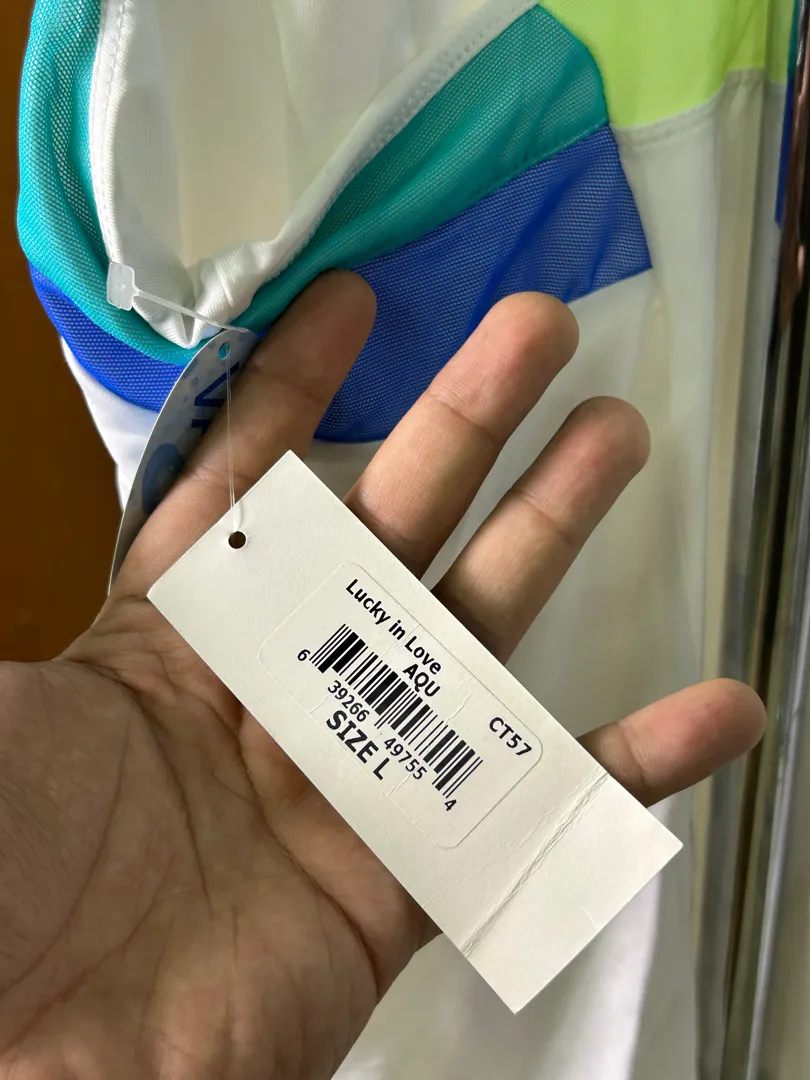 Lucky in Love
AQU
CT57
6 39266 49755 4
SIZE L